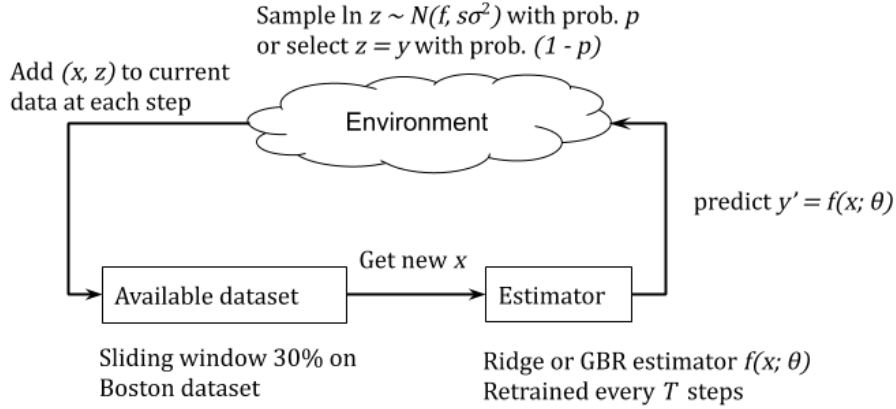 Sample ln z ~ N(f, sσ²) with prob. p
or select z = y with prob. (1 - p)
Add (x, z) to current
data at each step
Environment
predict y' = f(x; θ)
Get new x
Available dataset
Estimator
Sliding window 30% on
Boston dataset
Ridge or GBR estimator f(x; θ)
Retrained every T steps